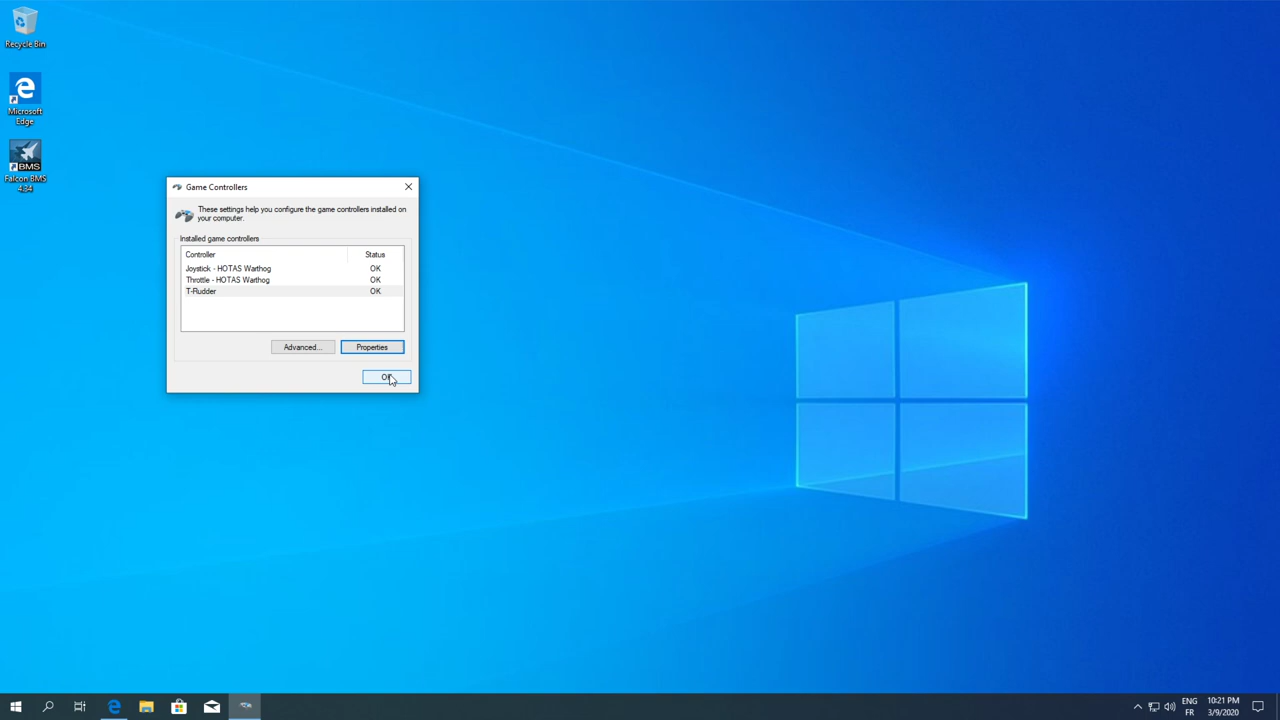 Recycle Bin
Microsoft
Edge
BMS
Falcon BMS
4.34
Game Controllers
These settings help you configure the game controllers installed on
your computer.
Installed game controllers
Controller Status
Joystick - HOTAS Warthog OK
Throttle - HOTAS Warthog OK
T-Rudder OK
Advanced... Properties
OK
ENG
FR
10:21 PM
3/9/2020